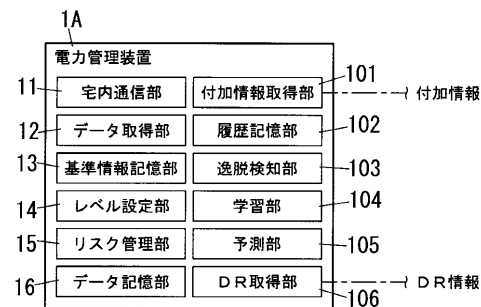 1A
電力管理装置
11 宅内通信部 付加情報取得部 101 付加情報
12 データ取得部 履歴記憶部 102
13 基準情報記憶部 逸脱検知部 103
14 レベル設定部 学習部 104
15 リスク管理部 予測部 105
16 データ記憶部 DR取得部 106 DR情報